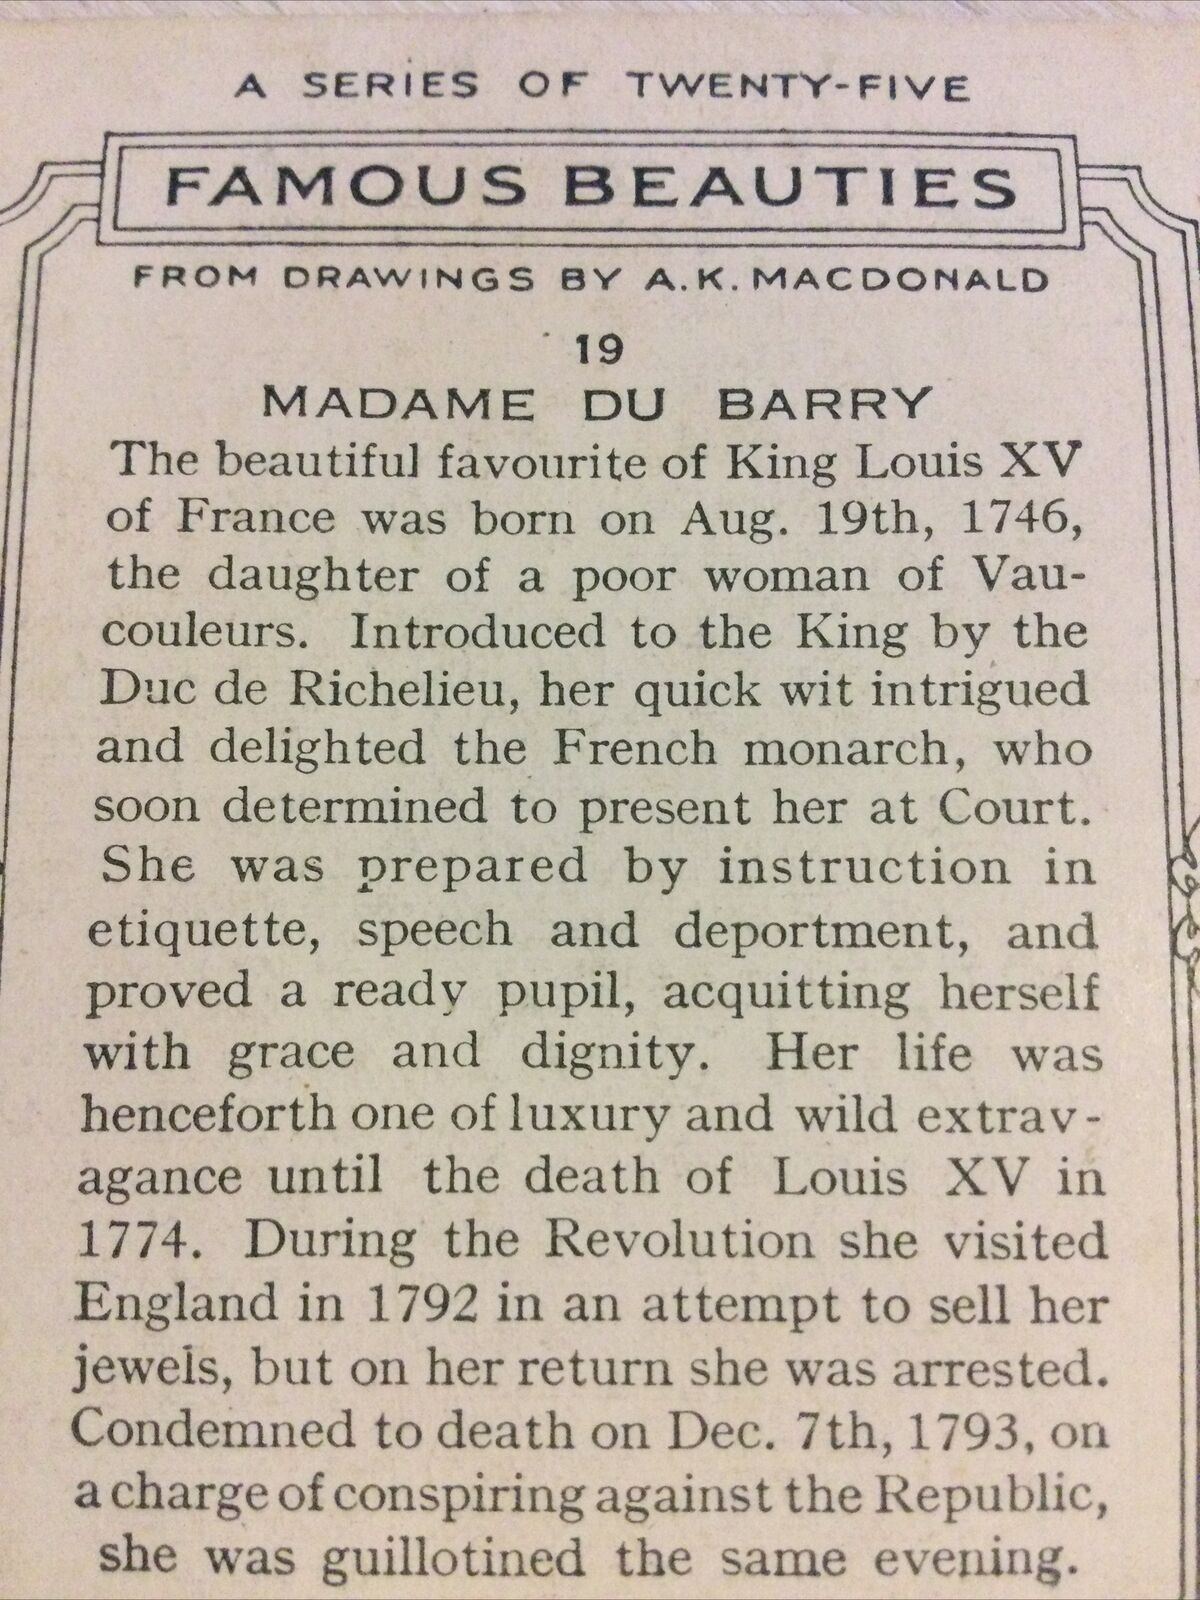 A SERIES OF TWENTY-FIVE
FAMOUS BEAUTIES
FROM DRAWINGS BY A.K. MACDONALD
19
MADAME DU BARRY
The beautiful favourite of King Louis XV
of France was born on Aug. 19th, 1746,
the daughter of a poor woman of Vau-
couleurs. Introduced to the King by the
Duc de Richelieu, her quick wit intrigued
and delighted the French monarch, who
soon determined to present her at Court.
She was prepared by instruction in
etiquette, speech and deportment, and
proved a ready pupil, acquitting herself
with grace and dignity. Her life was
henceforth one of luxury and wild extrav-
agance until the death of Louis XV in
1774. During the Revolution she visited
England in 1792 in an attempt to sell her
jewels, but on her return she was arrested.
Condemned to death on Dec. 7th, 1793, on
a charge of conspiring against the Republic,
she was guillotined the same evening.